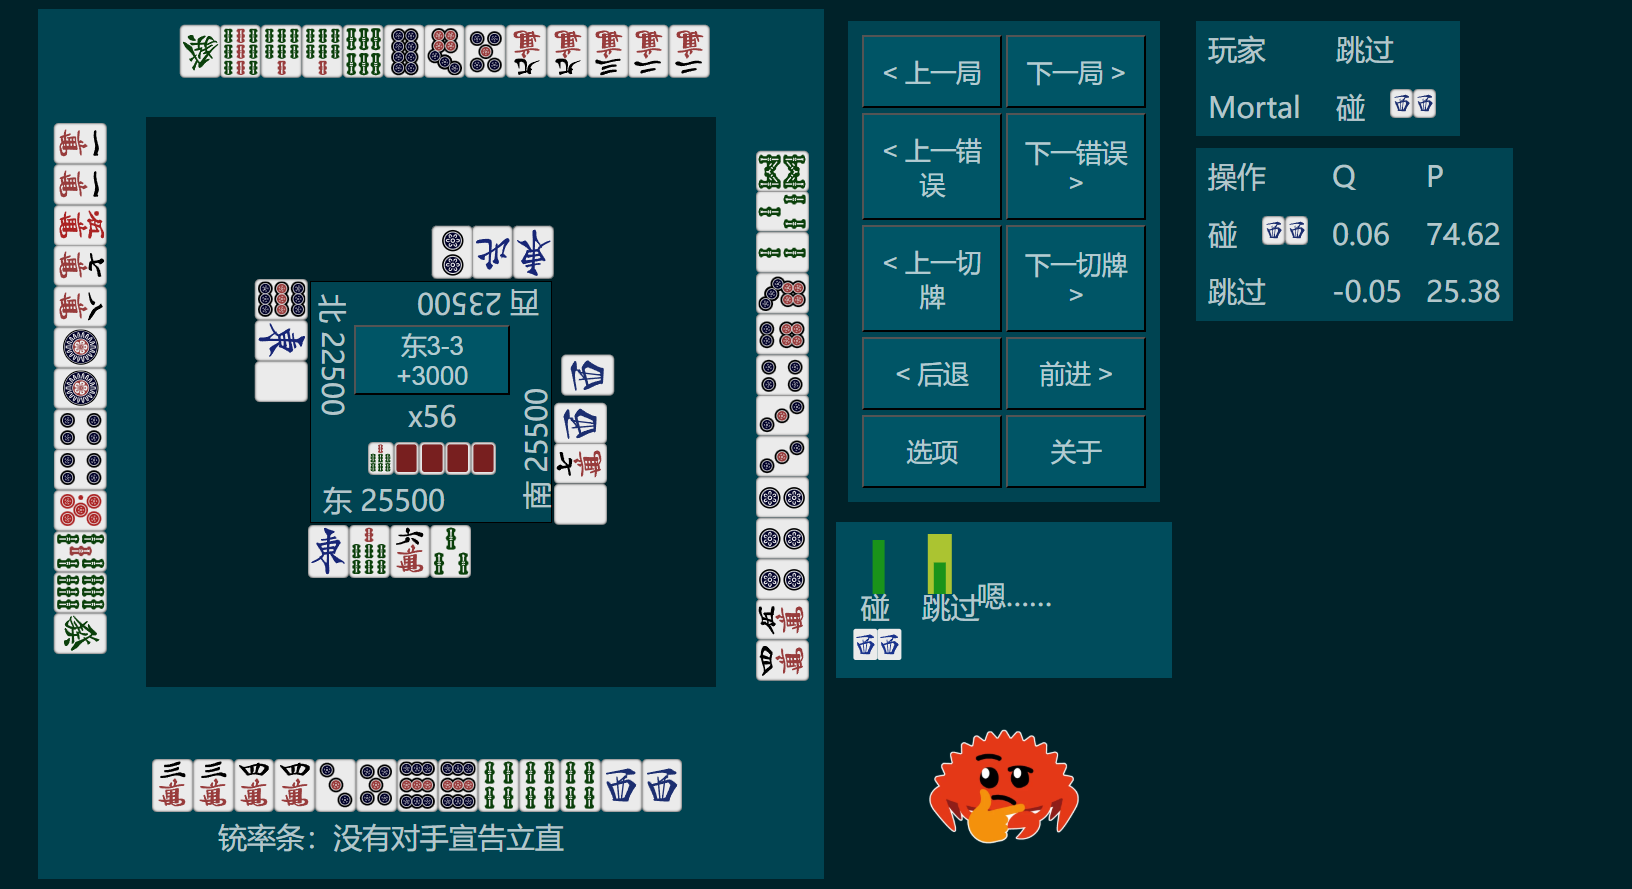 北 22500
西 23500
东3-3
+3000
x56
南 25500
东 25500
铳率条：没有对手宣告立直
< 上一局
下一局 >
< 上一错误
下一错误 >
< 上一切牌
下一切牌 >
< 后退
前进 >
选项
关于
碰
跳过
嗯......
玩家 跳过
Mortal 碰
操作 Q P
碰 0.06 74.62
跳过 -0.05 25.38